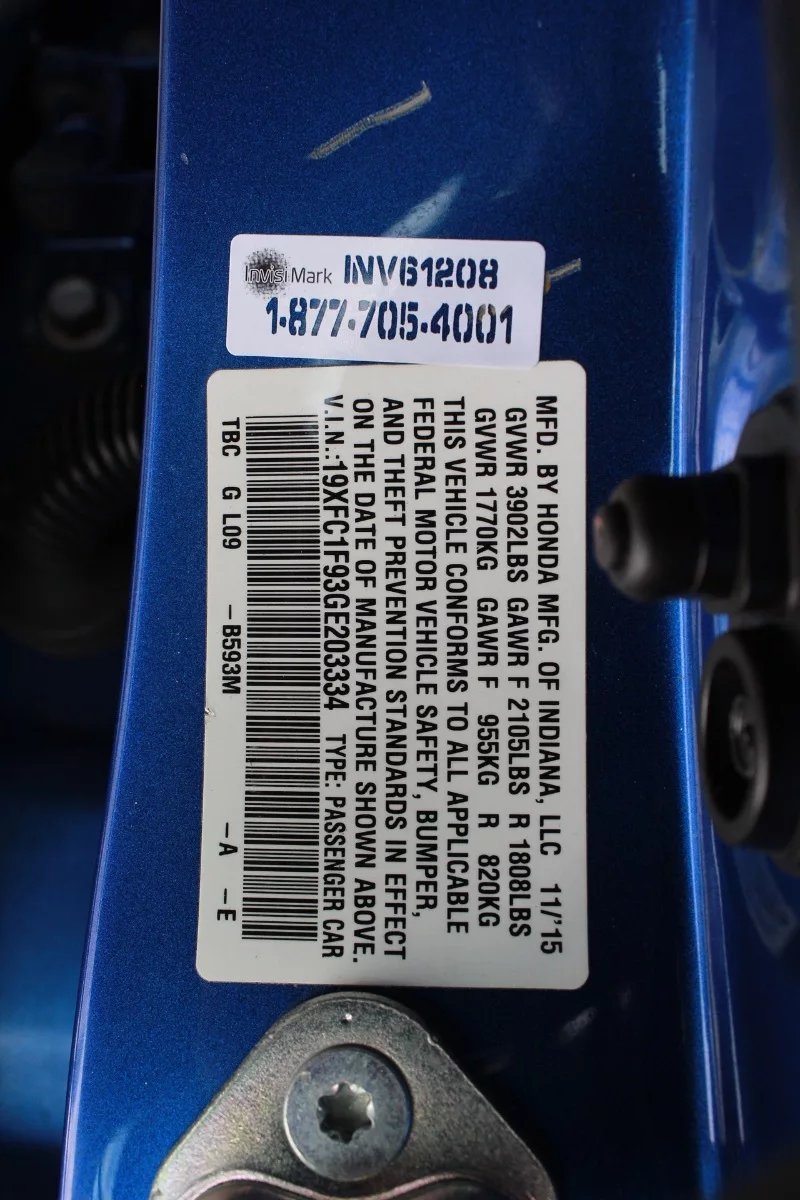 InvisiMark INV61208
1-877-705-4001
MFD. BY HONDA MFG. OF INDIANA, LLC 11/'15
GVWR 3902LBS GAWR F 2105LBS R 1808LBS
GVWR 1770KG GAWR F 955KG R 820KG
THIS VEHICLE CONFORMS TO ALL APPLICABLE
FEDERAL MOTOR VEHICLE SAFETY, BUMPER,
AND THEFT PREVENTION STANDARDS IN EFFECT
ON THE DATE OF MANUFACTURE SHOWN ABOVE.
V.I.N.:19XFC1F93GE203334 TYPE: PASSENGER CAR
TBC G L09 -B593M -A -E